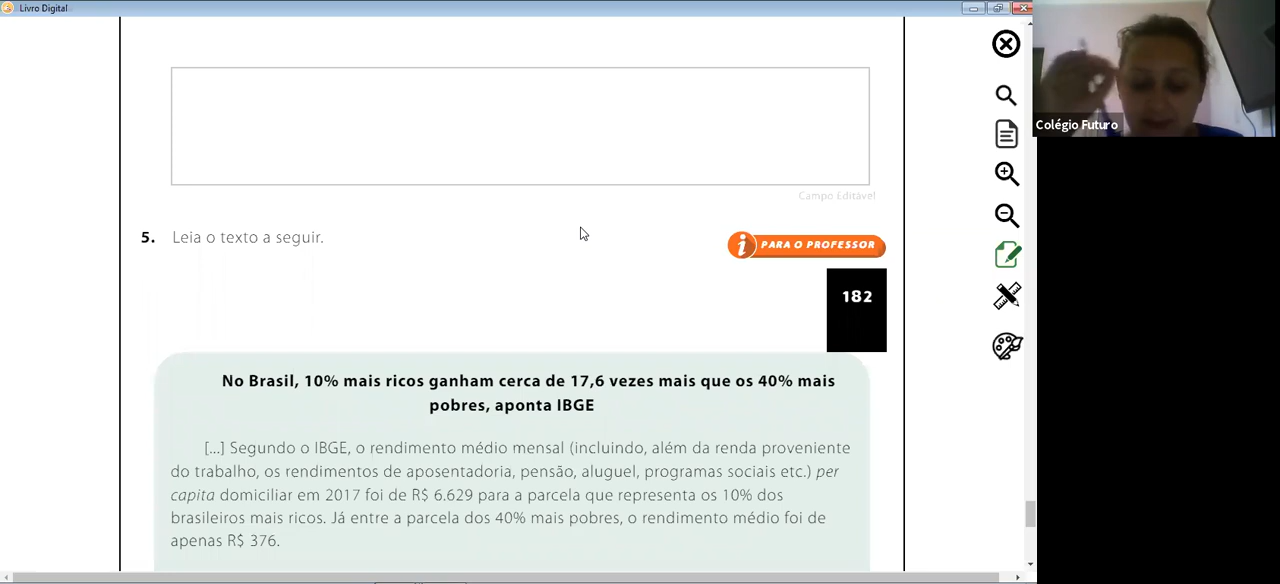 Livro Digital
Colégio Futuro
Campo Editável
5. Leia o texto a seguir.
i PARA O PROFESSOR
182
No Brasil, 10% mais ricos ganham cerca de 17,6 vezes mais que os 40% mais
pobres, aponta IBGE
[...] Segundo o IBGE, o rendimento médio mensal (incluindo, além da renda proveniente
do trabalho, os rendimentos de aposentadoria, pensão, aluguel, programas sociais etc.) per
capita domiciliar em 2017 foi de R$ 6.629 para a parcela que representa os 10% dos
brasileiros mais ricos. Já entre a parcela dos 40% mais pobres, o rendimento médio foi de
apenas R$ 376.